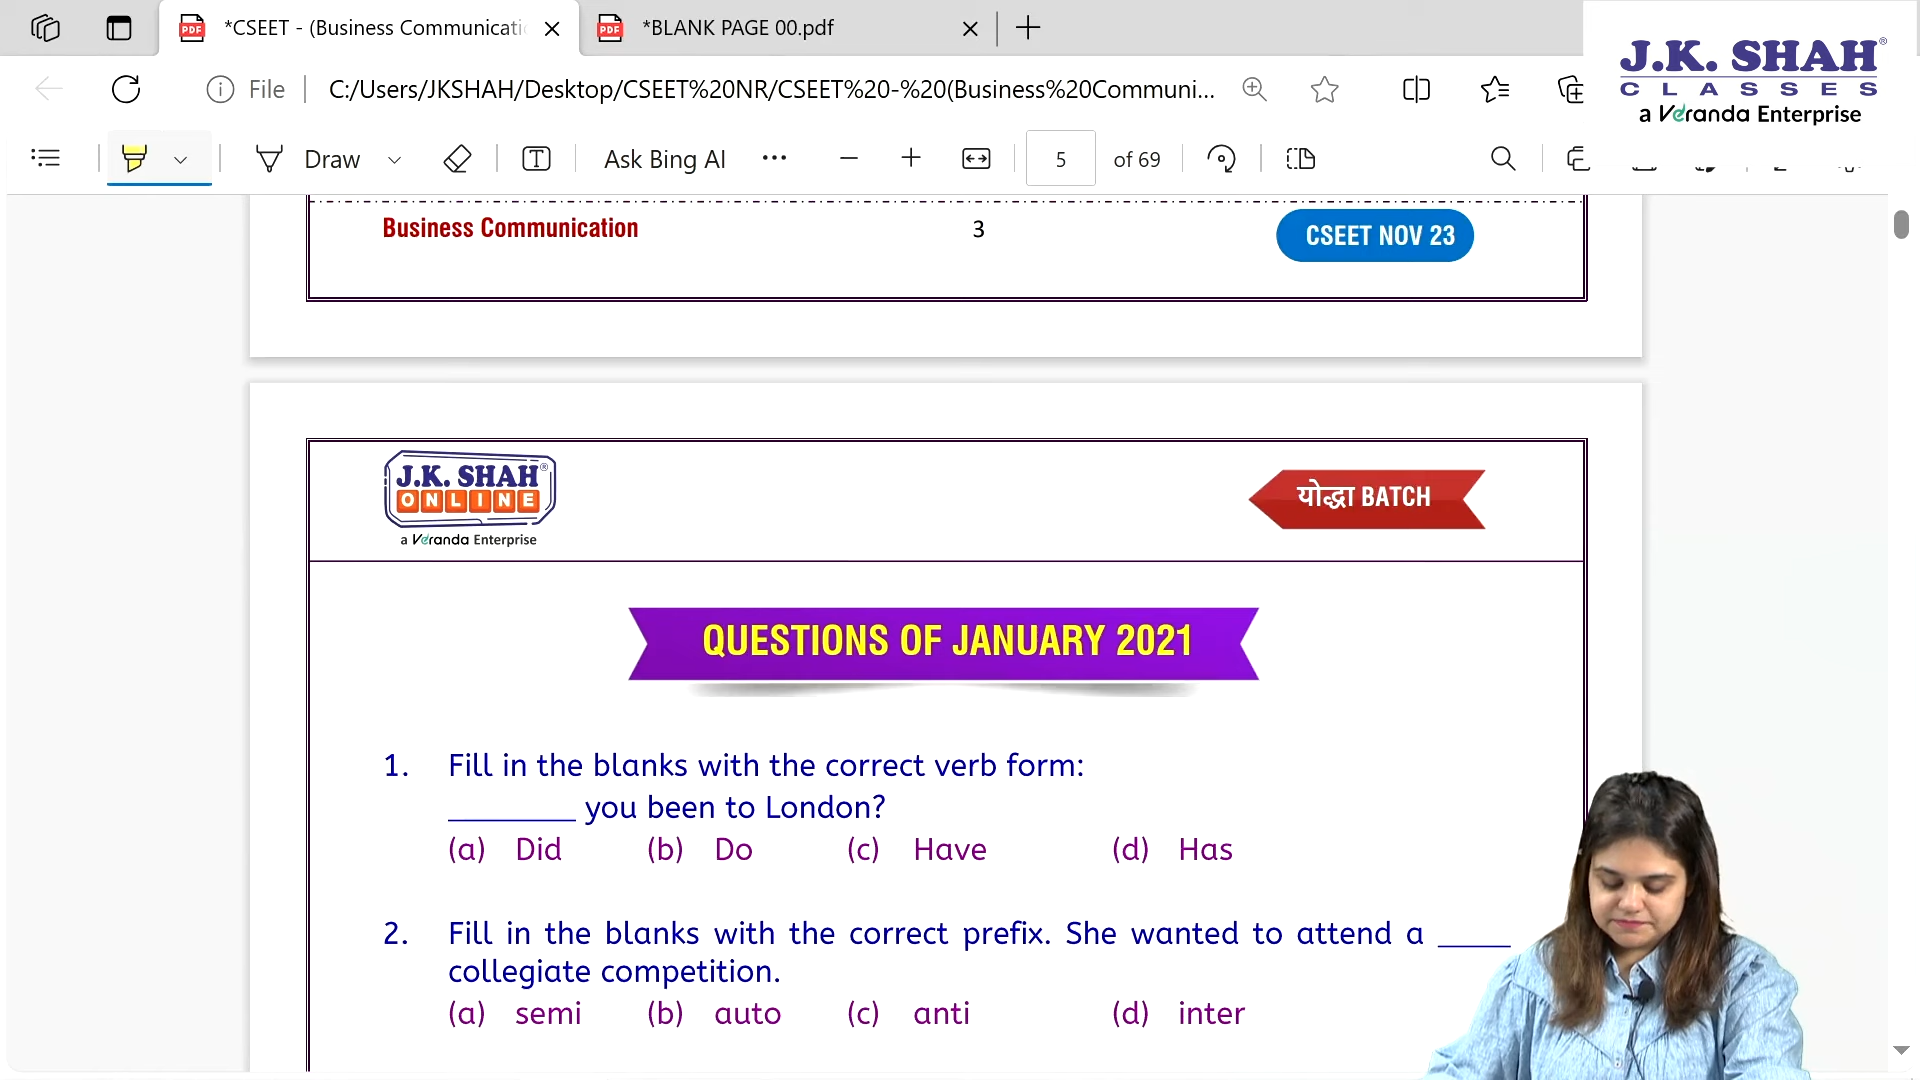 *CSEET - (Business Communicati
*BLANK PAGE 00.pdf
File
C:/Users/JKSHAH/Desktop/CSEET%20NR/CSEET%20-%20(Business%20Communi...
J.K. SHAH®
CLASSES
a Veranda Enterprise
Draw
Ask Bing AI
5
of 69
Business Communication
3
CSEET NOV 23
J.K. SHAH®
ONLINE
a Veranda Enterprise
योद्धा BATCH
QUESTIONS OF JANUARY 2021
1. Fill in the blanks with the correct verb form:
________ you been to London?
(a) Did (b) Do (c) Have (d) Has
2. Fill in the blanks with the correct prefix. She wanted to attend a _____
collegiate competition.
(a) semi (b) auto (c) anti (d) inter